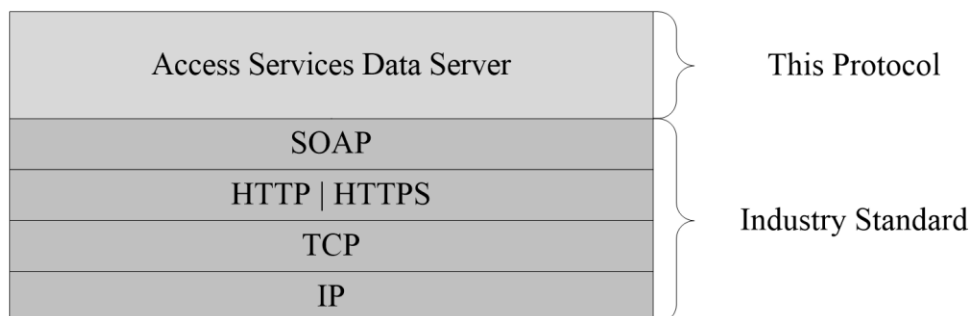 Access Services Data Server
This Protocol
SOAP
HTTP | HTTPS
TCP
IP
Industry Standard